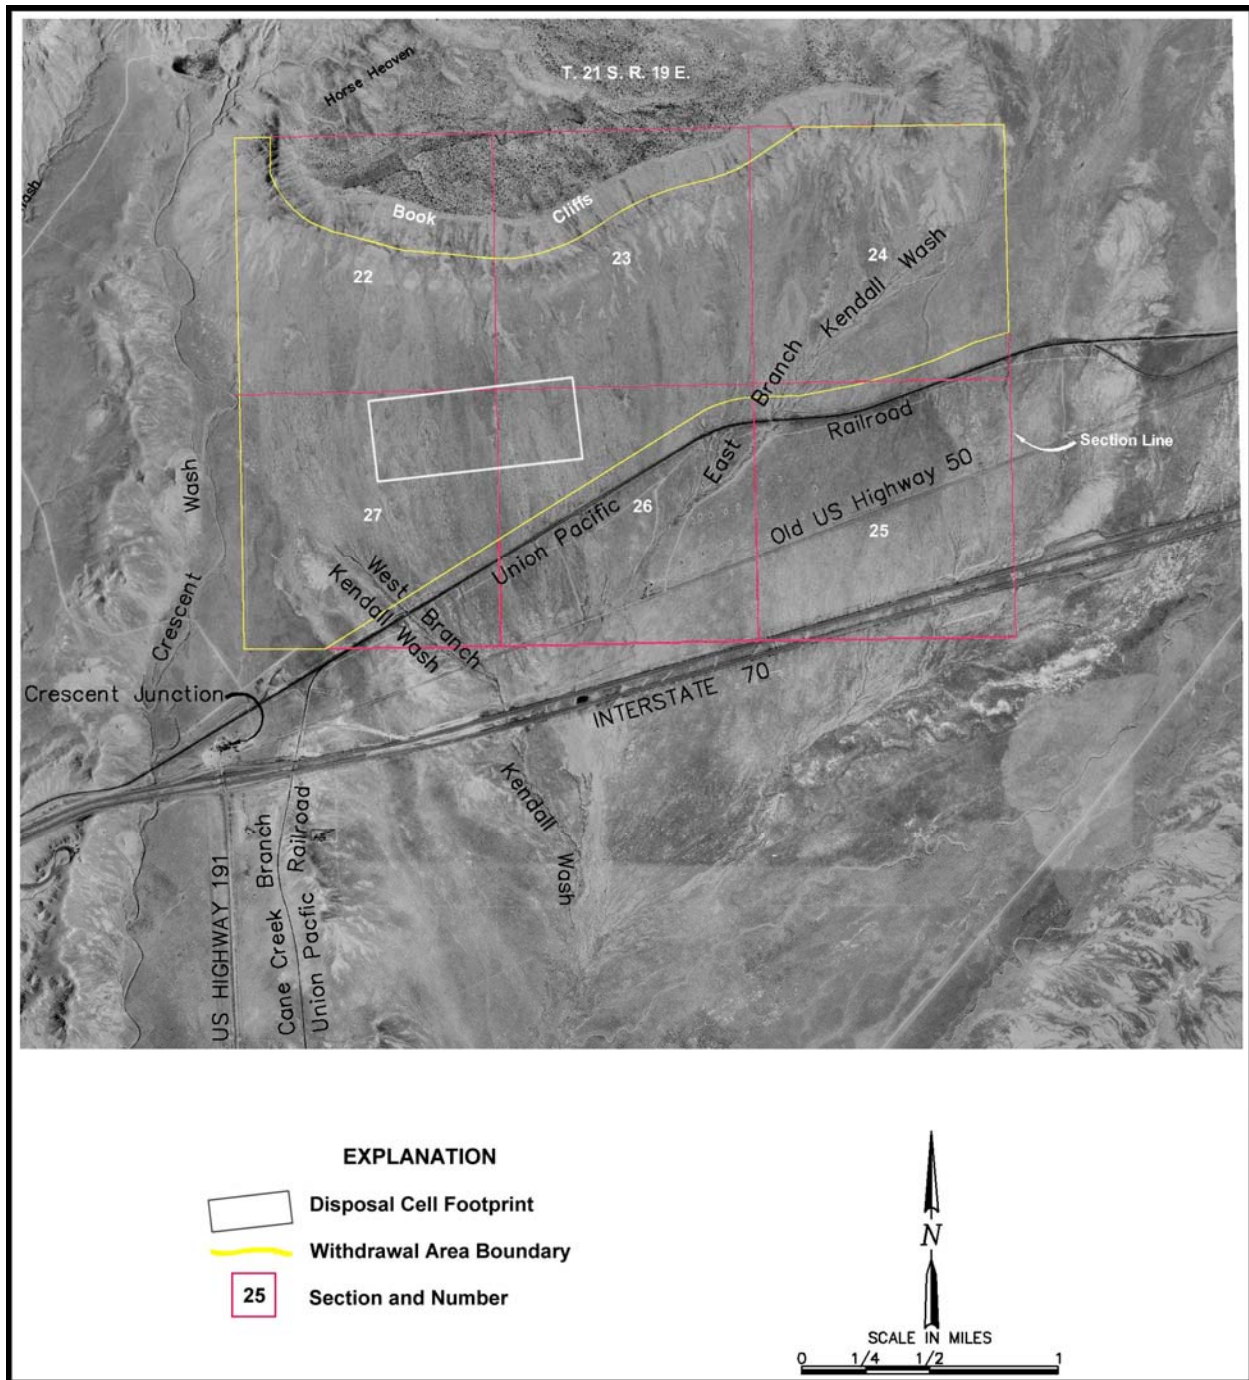 T. 21 S. R. 19 E.
Horse Heaven
Book
Cliffs
22
23
24
East Branch Kendall Wash
Railroad
Section Line
Old US Highway 50
25
26
27
Union Pacific
West Branch
Kendall Wash
Crescent Wash
Crescent Junction
INTERSTATE 70
Kendall Wash
US HIGHWAY 191
Cane Creek Branch
Union Pacfic Railroad
EXPLANATION
Disposal Cell Footprint
Withdrawal Area Boundary
25 Section and Number
N
SCALE IN MILES
0 1/4 1/2 1